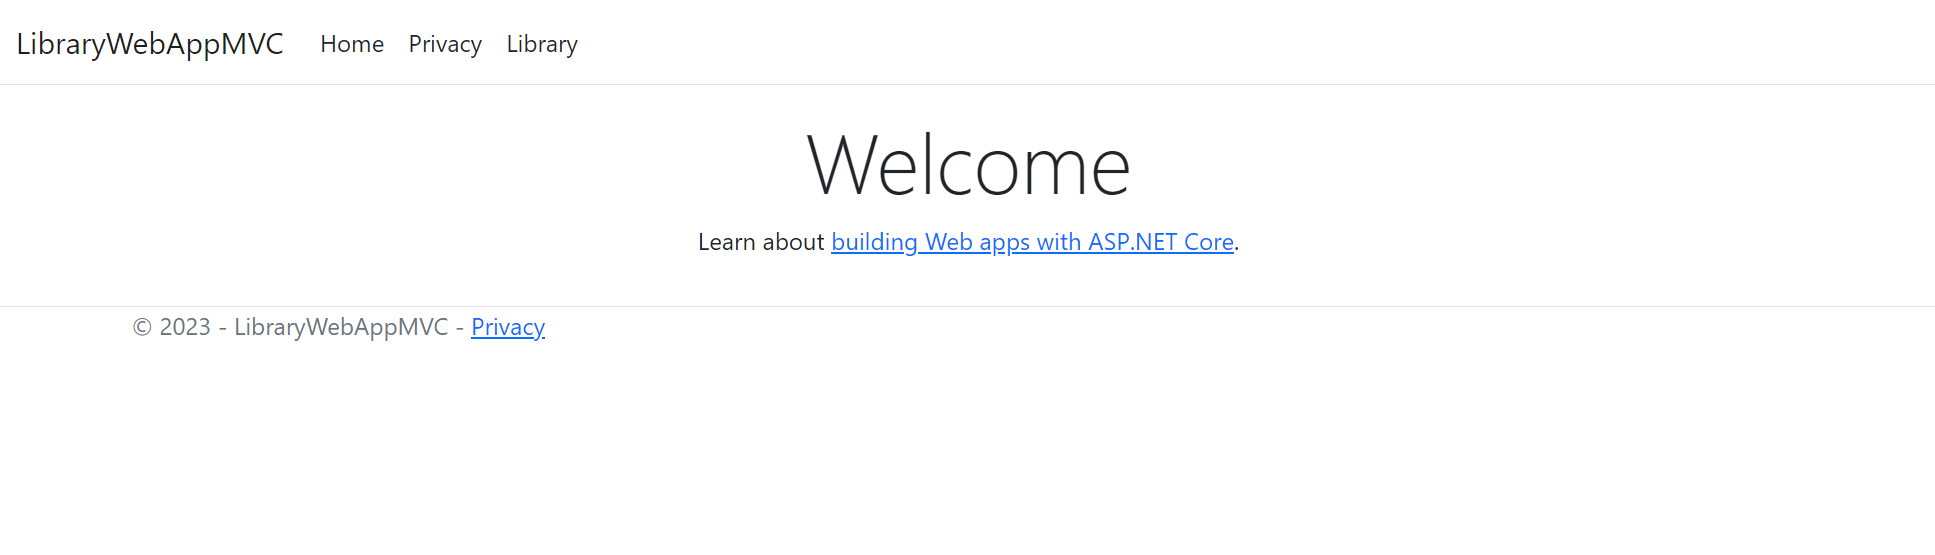 LibraryWebAppMVC Home Privacy Library
Welcome
Learn about building Web apps with ASP.NET Core.
© 2023 - LibraryWebAppMVC - Privacy